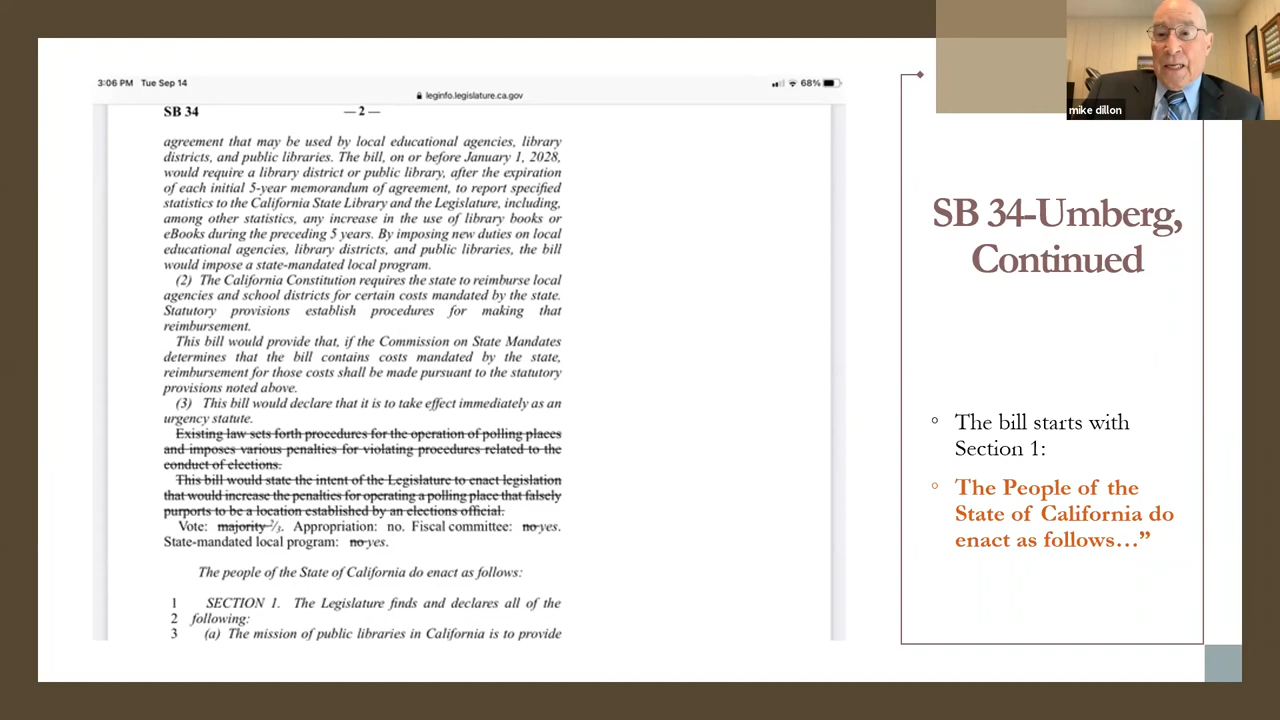 3:06 PM Tue Sep 14
68%
leginfo.legislature.ca.gov
SB 34
— 2 —
agreement that may be used by local educational agencies, library
districts, and public libraries. The bill, on or before January 1, 2028,
would require a library district or public library, after the expiration
of each initial 5-year memorandum of agreement, to report specified
statistics to the California State Library and the Legislature, including,
among other statistics, any increase in the use of library books or
eBooks during the preceding 5 years. By imposing new duties on local
educational agencies, library districts, and public libraries, the bill
would impose a state-mandated local program.
(2) The California Constitution requires the state to reimburse local
agencies and school districts for certain costs mandated by the state.
Statutory provisions establish procedures for making that
reimbursement.
This bill would provide that, if the Commission on State Mandates
determines that the bill contains costs mandated by the state,
reimbursement for those costs shall be made pursuant to the statutory
provisions noted above.
(3) This bill would declare that it is to take effect immediately as an
urgency statute.
Existing law sets forth procedures for the operation of polling places
and imposes various penalties for violating procedures related to the
conduct of elections.
This bill would state the intent of the Legislature to enact legislation
that would increase the penalties for operating a polling place that falsely
purports to be a location established by an elections official.
Vote: majority 2/3. Appropriation: no. Fiscal committee: no yes.
State-mandated local program: no yes.
The people of the State of California do enact as follows:
1 SECTION 1. The Legislature finds and declares all of the
2 following:
3 (a) The mission of public libraries in California is to provide
mike dillon
SB 34-Umberg,
Continued
The bill starts with
Section 1:
The People of the
State of California do
enact as follows…”